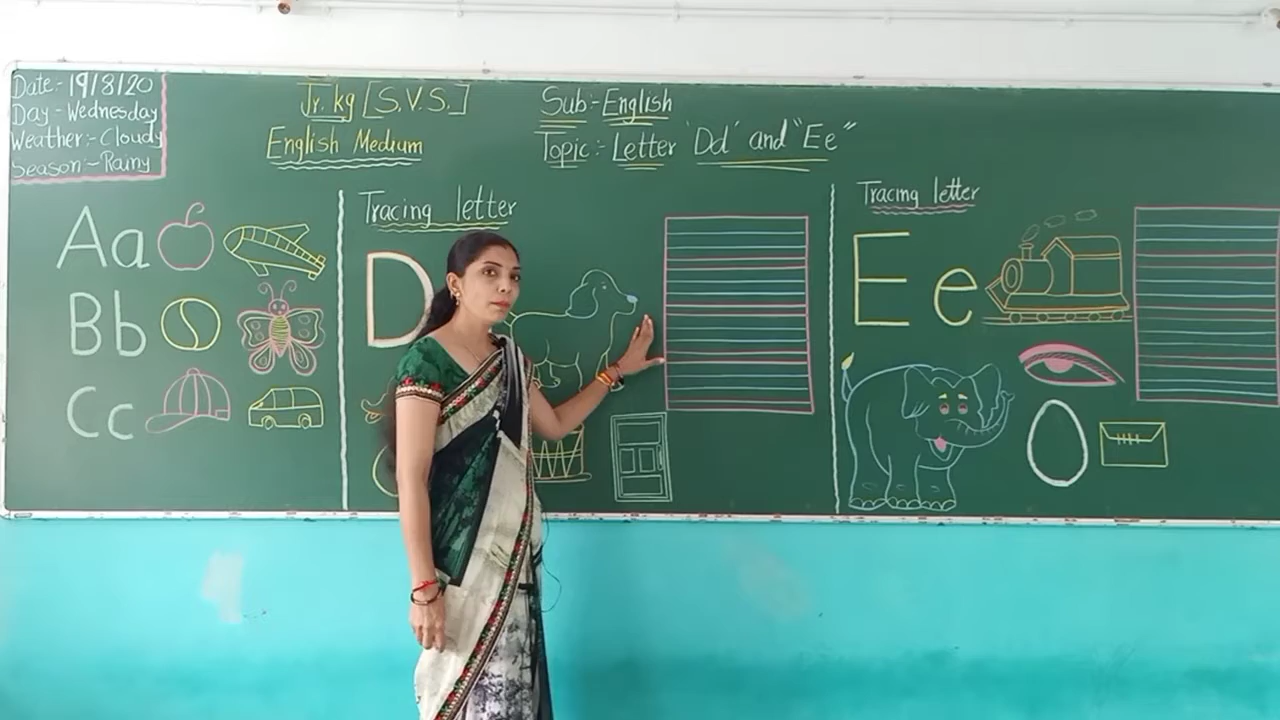 Date:- 19/8/20
Day - Wednesday
Weather:- Cloudy
Season:- Rainy
Jr. kg [S.V.S.]
English Medium
Sub:- English
Topic:- Letter 'Dd' and "Ee"
Aa
Bb
Cc
Tracing letter
D
Tracing letter
E e